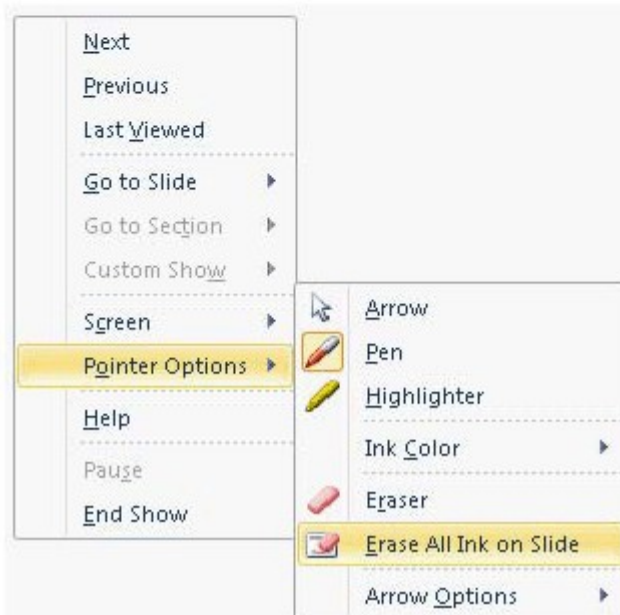 Next
Previous
Last Viewed
Go to Slide
Go to Section
Custom Show
Screen
Pointer Options
Help
Pause
End Show
Arrow
Pen
Highlighter
Ink Color
Eraser
Erase All Ink on Slide
Arrow Options